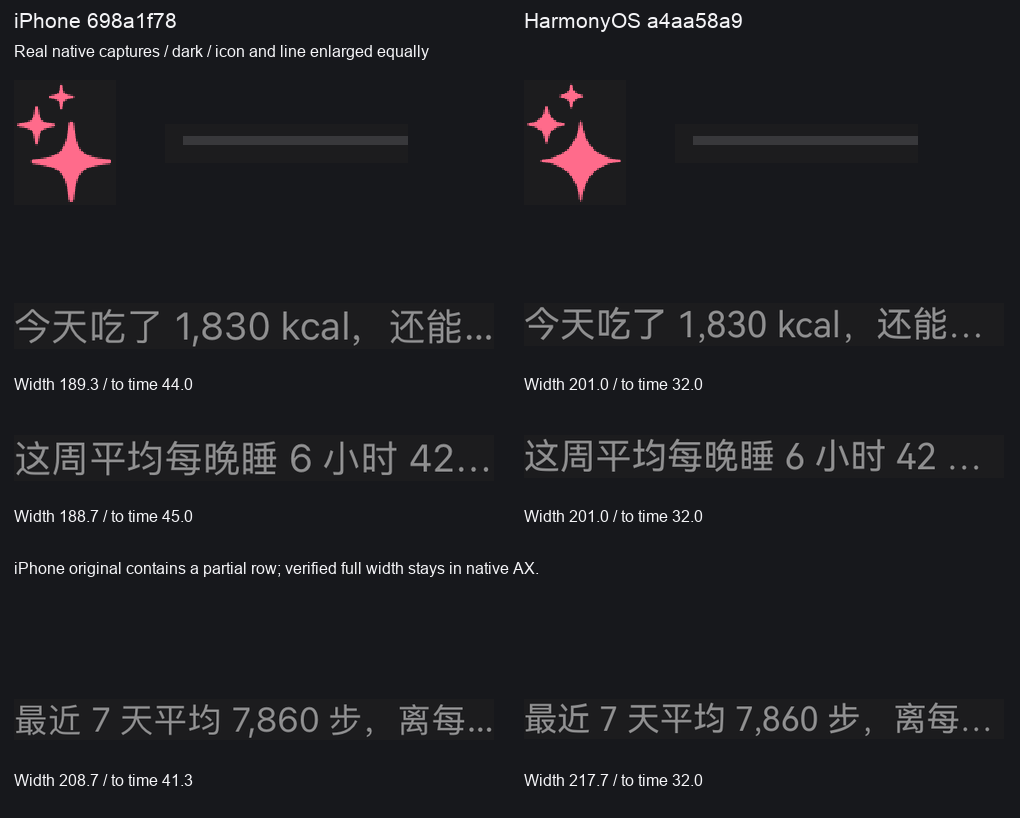 iPhone 698a1f78
HarmonyOS a4aa58a9
Real native captures / dark / icon and line enlarged equally
今天吃了 1,830 kcal，还能...
今天吃了 1,830 kcal，还能...
Width 189.3 / to time 44.0
Width 201.0 / to time 32.0
这周平均每晚睡 6 小时 42...
这周平均每晚睡 6 小时 42 ...
Width 188.7 / to time 45.0
Width 201.0 / to time 32.0
iPhone original contains a partial row; verified full width stays in native AX.
最近 7 天平均 7,860 步，离每...
最近 7 天平均 7,860 步，离每...
Width 208.7 / to time 41.3
Width 217.7 / to time 32.0